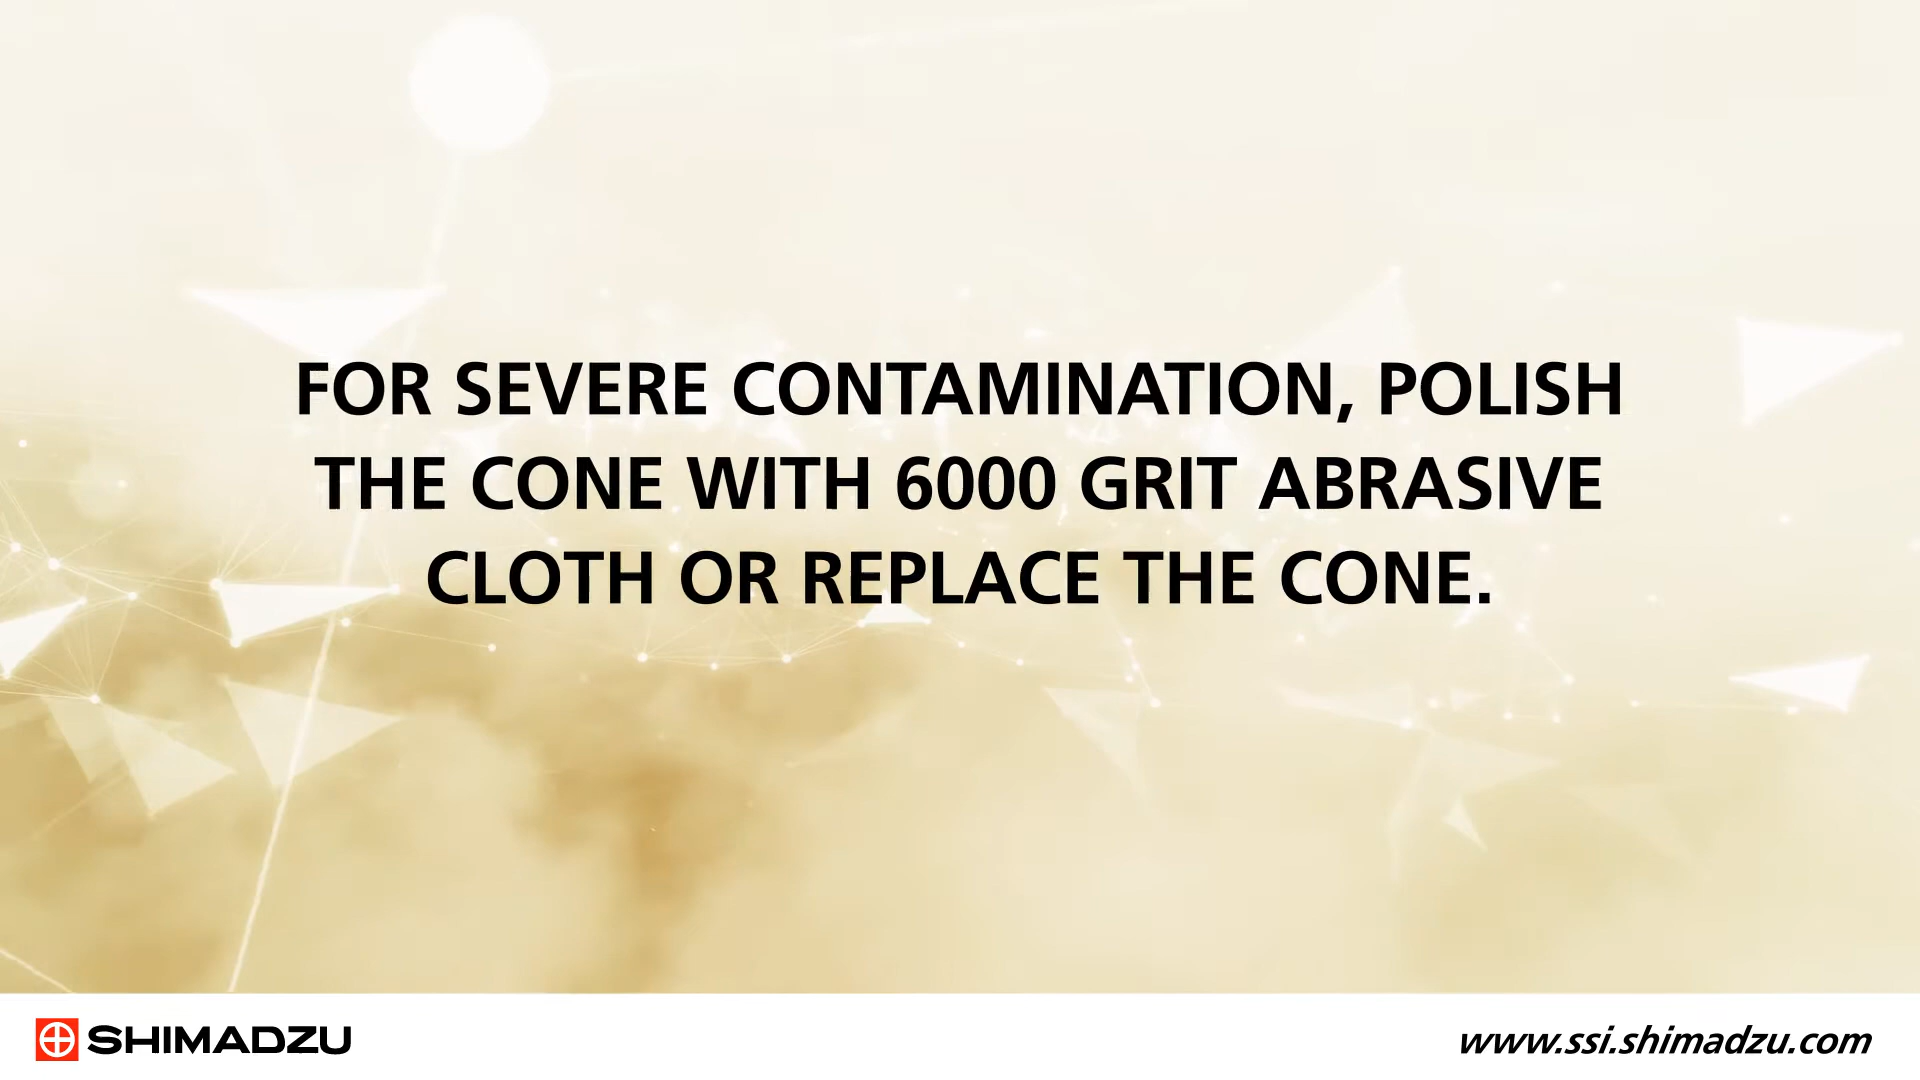 FOR SEVERE CONTAMINATION, POLISH
THE CONE WITH 6000 GRIT ABRASIVE
CLOTH OR REPLACE THE CONE.
SHIMADZU
www.ssi.shimadzu.com